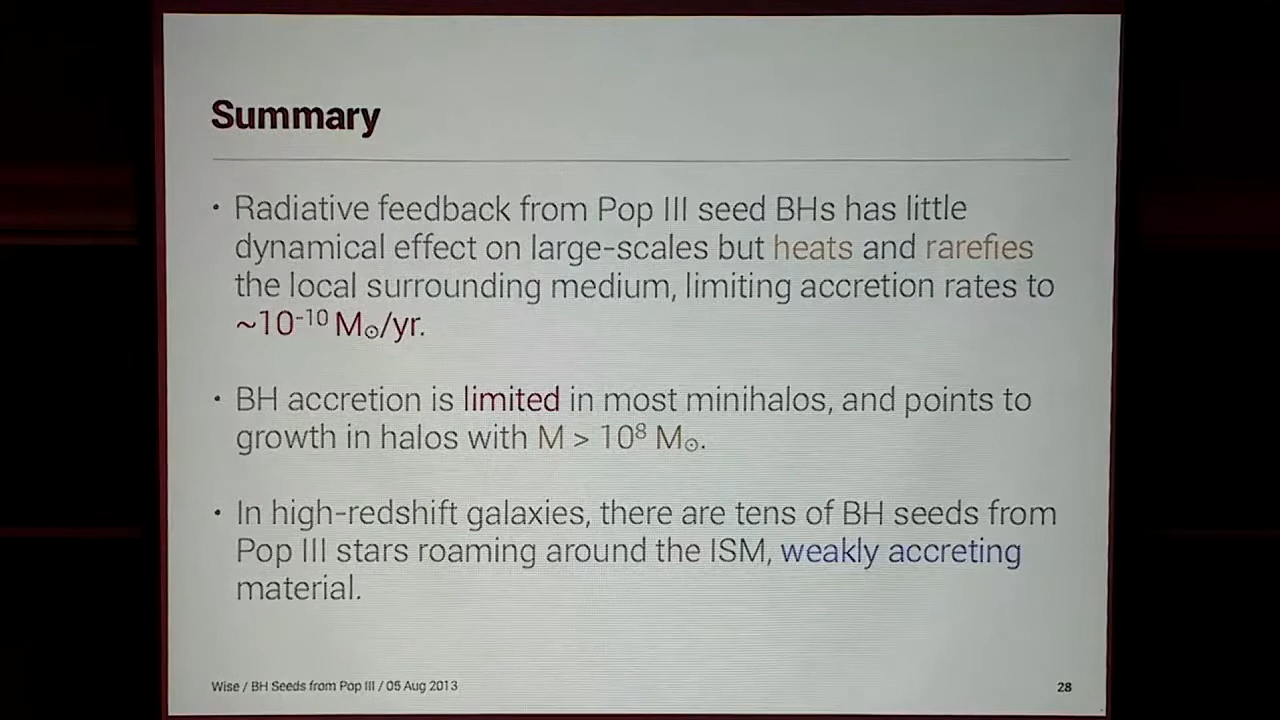 Summary
• Radiative feedback from Pop III seed BHs has little
dynamical effect on large-scales but heats and rarefies
the local surrounding medium, limiting accretion rates to
~10⁻¹⁰ M⊙/yr.
• BH accretion is limited in most minihalos, and points to
growth in halos with M > 10⁸ M⊙.
• In high-redshift galaxies, there are tens of BH seeds from
Pop III stars roaming around the ISM, weakly accreting
material.
Wise / BH Seeds from Pop III / 05 Aug 2013
28